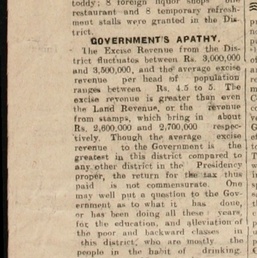 toddy; 8 foreign liquor shops one
restaurant and 8 temporary refresh-
ment stalls were granted in the Dis-
trict.
GOVERNMENT'S APATHY.
The Excise Revenue from the Dis-
trict fluctuates between Rs. 3,000,000
and 3,500,000, and the average excise
revenue per head of population
ranges between Rs. 4.5 to 5. The
excise revenue is greater than even
the Land Revenue, or the revenue
from stamps, which bring in about
Rs. 2,600,000 and 2,700,000 respec-
tively. Though the average excise
revenue to the Government is the
greatest in this district compared to
any other district in the Presidency
proper, the return for the tax thus
paid is not commensurate. One
may well put a question to the Gov-
ernment as to what it has done,
or has been doing all these years,
for the education, and alleviation of
the poor and backward classes
this district, who are mostly the
people in the habit of drinking.